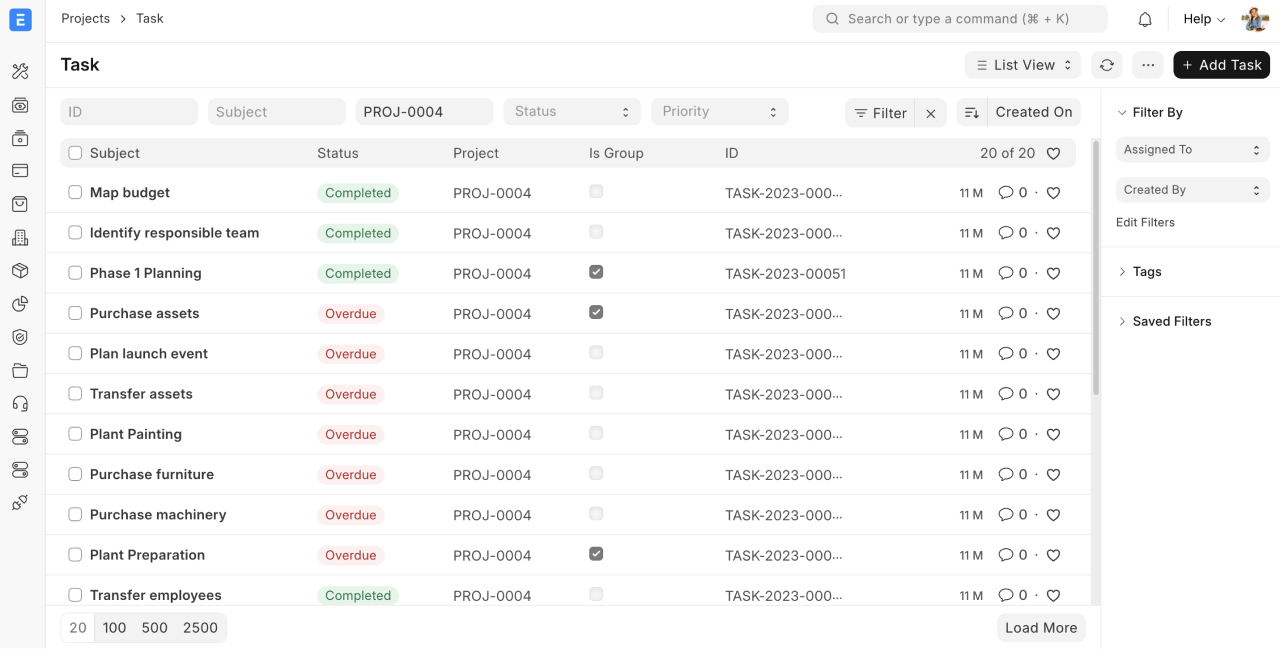 E
Projects > Task
Search or type a command (⌘ + K)
Help
Task
List View
···
+ Add Task
ID
Subject
PROJ-0004
Status
Priority
Filter
Created On
Subject Status Project Is Group ID 20 of 20
Map budget Completed PROJ-0004 TASK-2023-000... 11 M 0 ·
Identify responsible team Completed PROJ-0004 TASK-2023-000... 11 M 0 ·
Phase 1 Planning Completed PROJ-0004 TASK-2023-00051 11 M 0 ·
Purchase assets Overdue PROJ-0004 TASK-2023-000... 11 M 0 ·
Plan launch event Overdue PROJ-0004 TASK-2023-000... 11 M 0 ·
Transfer assets Overdue PROJ-0004 TASK-2023-000... 11 M 0 ·
Plant Painting Overdue PROJ-0004 TASK-2023-000... 11 M 0 ·
Purchase furniture Overdue PROJ-0004 TASK-2023-000... 11 M 0 ·
Purchase machinery Overdue PROJ-0004 TASK-2023-000... 11 M 0 ·
Plant Preparation Overdue PROJ-0004 TASK-2023-000... 11 M 0 ·
Transfer employees Completed PROJ-0004 TASK-2023-000... 11 M 0 ·
20 100 500 2500
Load More
Filter By
Assigned To
Created By
Edit Filters
Tags
Saved Filters